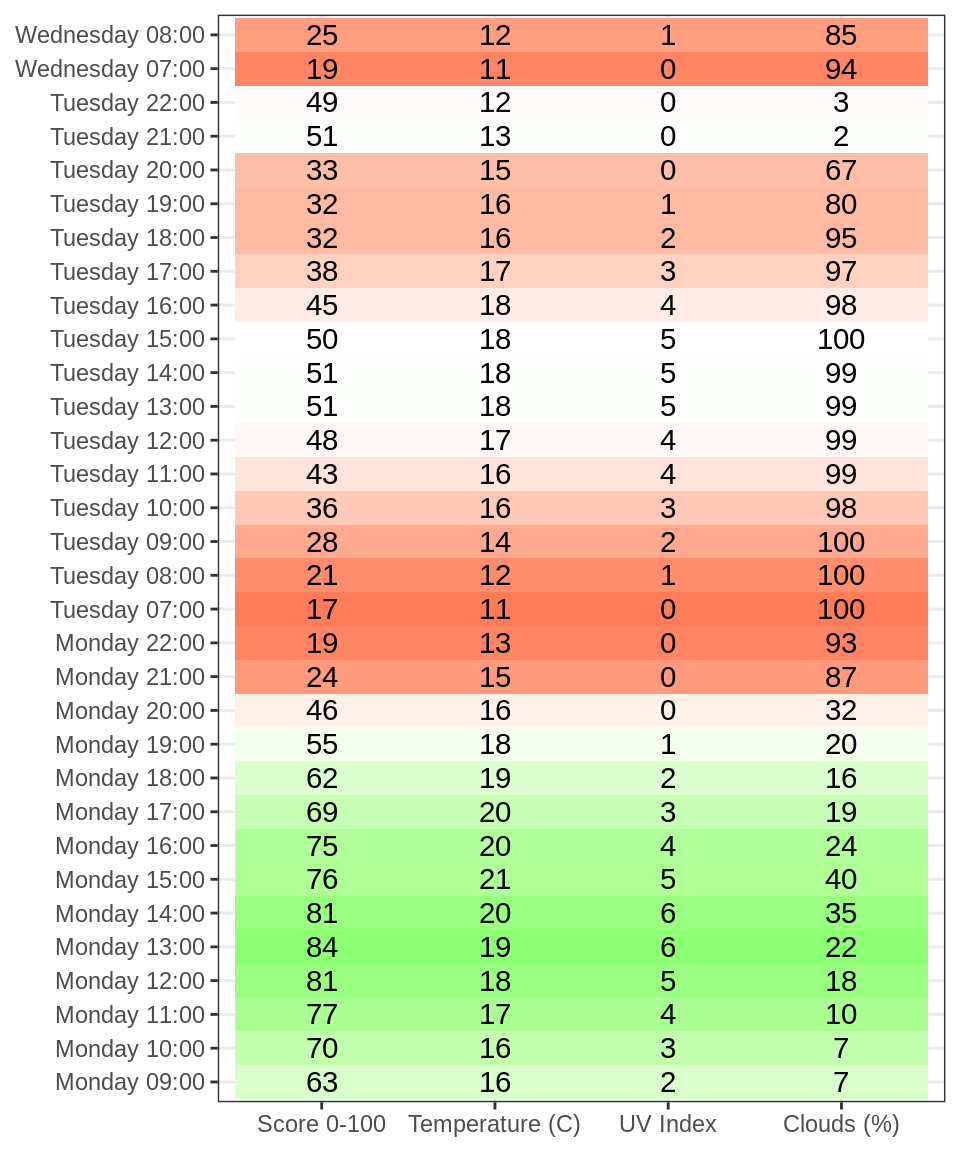 Wednesday 08:00 25 12 1 85
Wednesday 07:00 19 11 0 94
Tuesday 22:00 49 12 0 3
Tuesday 21:00 51 13 0 2
Tuesday 20:00 33 15 0 67
Tuesday 19:00 32 16 1 80
Tuesday 18:00 32 16 2 95
Tuesday 17:00 38 17 3 97
Tuesday 16:00 45 18 4 98
Tuesday 15:00 50 18 5 100
Tuesday 14:00 51 18 5 99
Tuesday 13:00 51 18 5 99
Tuesday 12:00 48 17 4 99
Tuesday 11:00 43 16 4 99
Tuesday 10:00 36 16 3 98
Tuesday 09:00 28 14 2 100
Tuesday 08:00 21 12 1 100
Tuesday 07:00 17 11 0 100
Monday 22:00 19 13 0 93
Monday 21:00 24 15 0 87
Monday 20:00 46 16 0 32
Monday 19:00 55 18 1 20
Monday 18:00 62 19 2 16
Monday 17:00 69 20 3 19
Monday 16:00 75 20 4 24
Monday 15:00 76 21 5 40
Monday 14:00 81 20 6 35
Monday 13:00 84 19 6 22
Monday 12:00 81 18 5 18
Monday 11:00 77 17 4 10
Monday 10:00 70 16 3 7
Monday 09:00 63 16 2 7
Score 0-100 Temperature (C) UV Index Clouds (%)